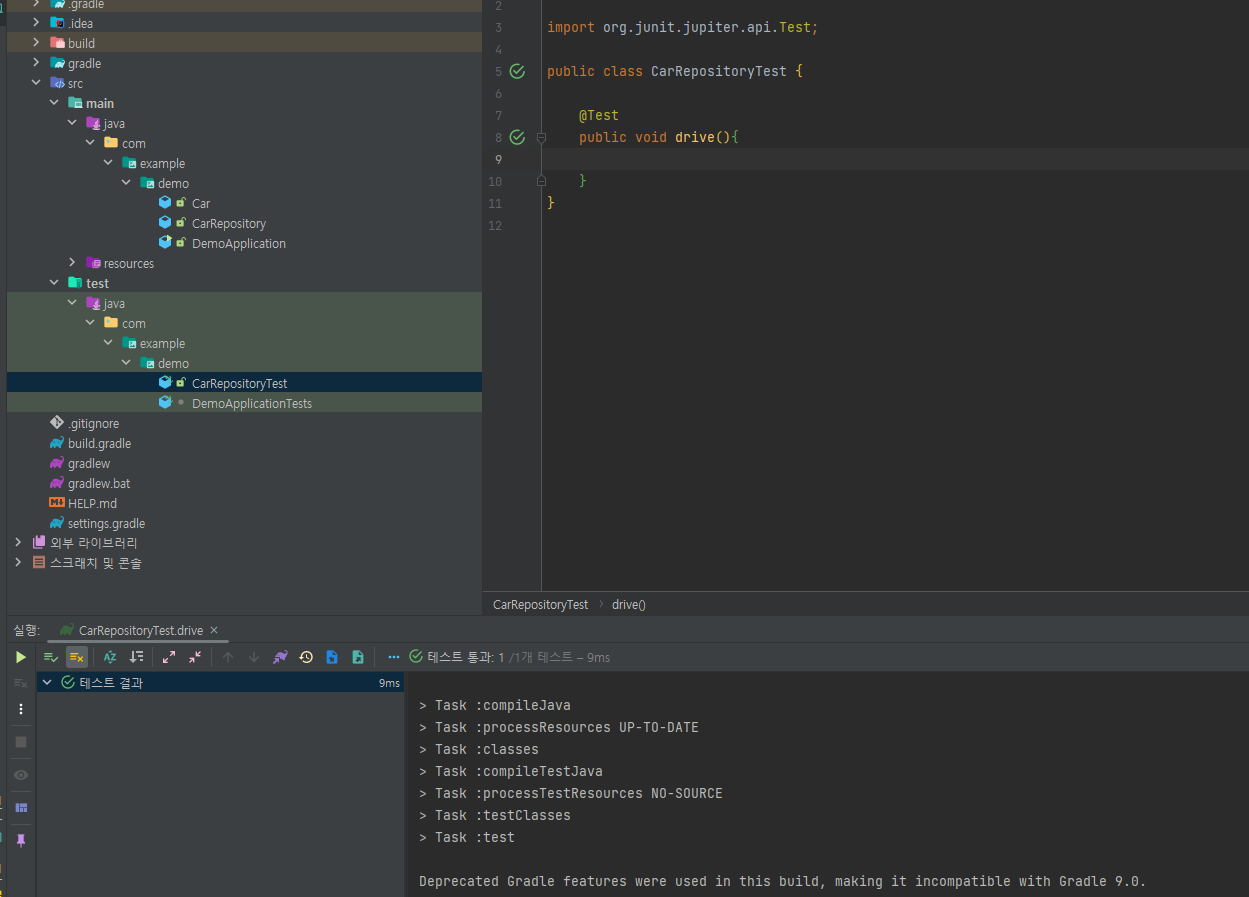 .gradle
.idea
build
gradle
src
main
java
com
example
demo
Car
CarRepository
DemoApplication
resources
test
java
com
example
demo
CarRepositoryTest
DemoApplicationTests
.gitignore
build.gradle
gradlew
gradlew.bat
HELP.md
settings.gradle
외부 라이브러리
스크래치 및 콘솔
2
3 import org.junit.jupiter.api.Test;
4
5 public class CarRepositoryTest {
6
7 @Test
8 public void drive(){
9
10 }
11 }
12
CarRepositoryTest > drive()
실행: CarRepositoryTest.drive ×
테스트 통과: 1 /1개 테스트 – 9ms
테스트 결과 9ms
> Task :compileJava
> Task :processResources UP-TO-DATE
> Task :classes
> Task :compileTestJava
> Task :processTestResources NO-SOURCE
> Task :testClasses
> Task :test
Deprecated Gradle features were used in this build, making it incompatible with Gradle 9.0.